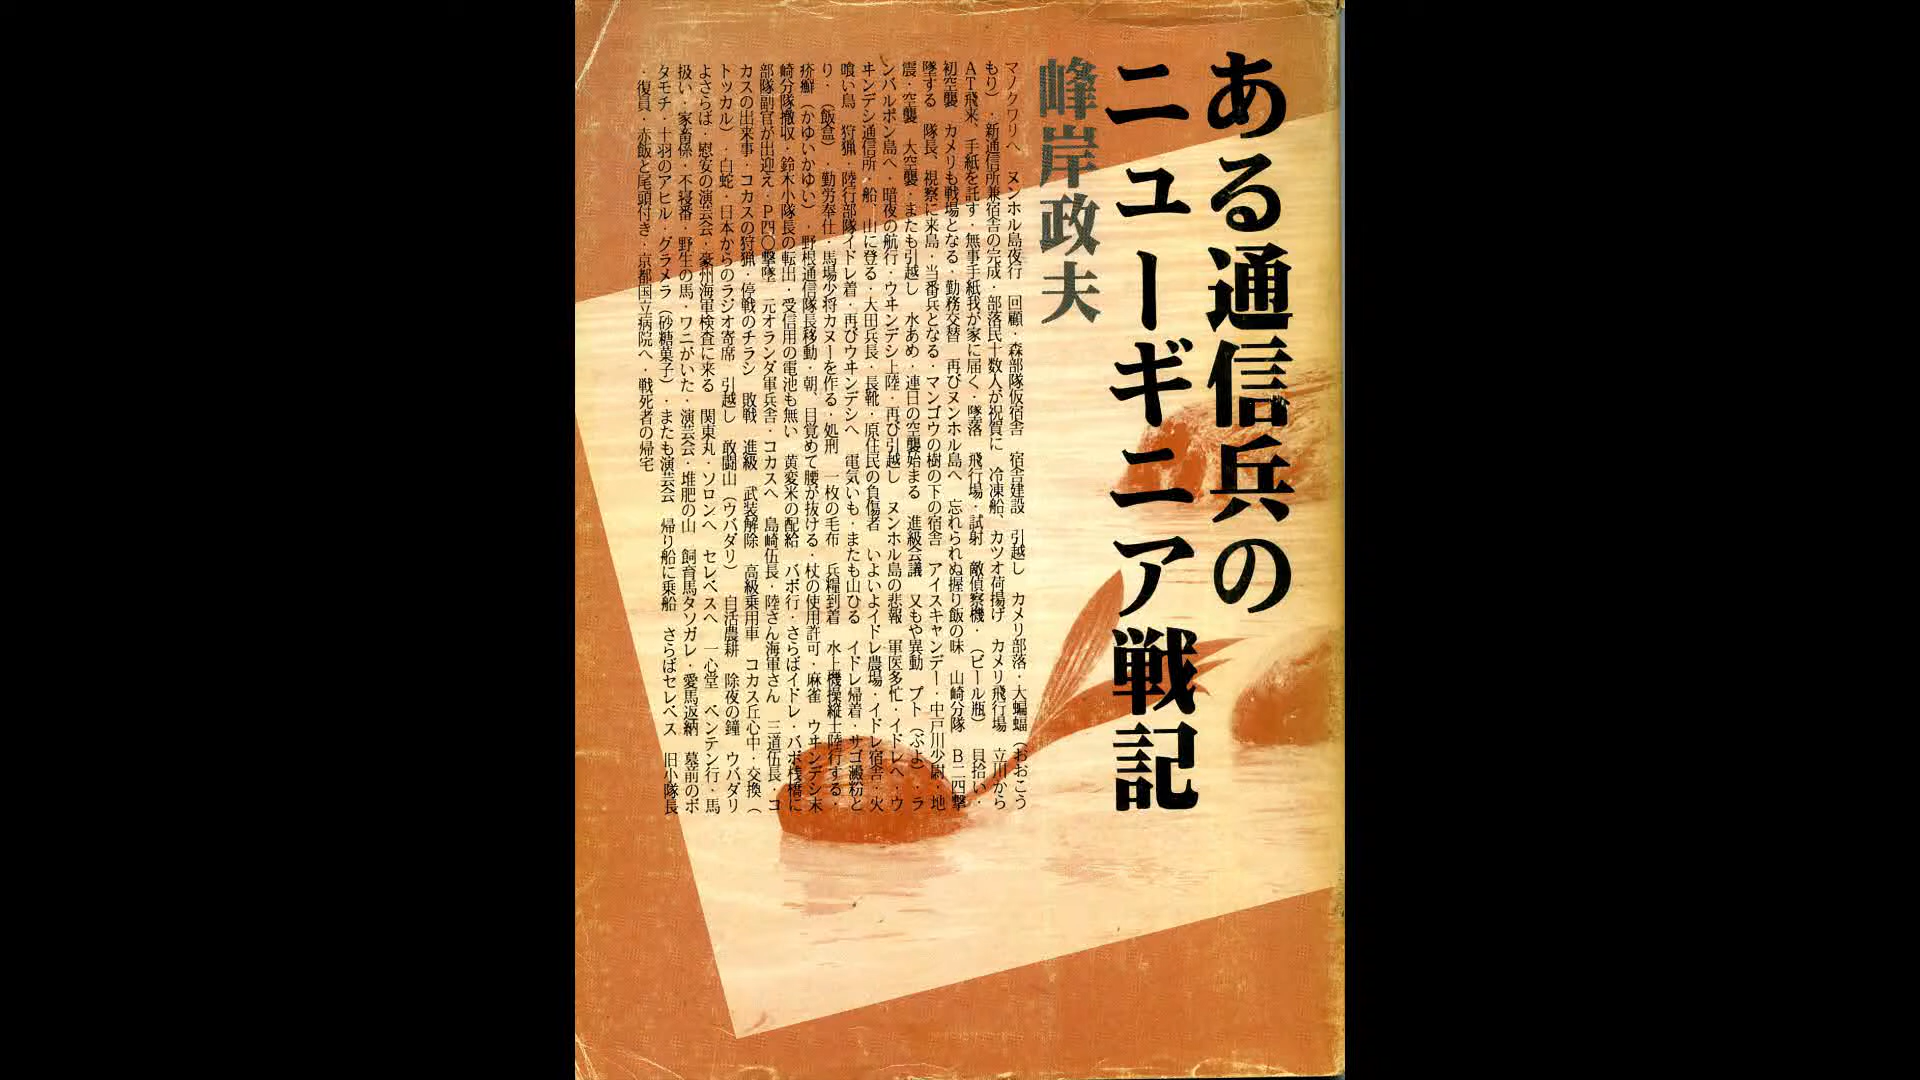 ある通信兵の
ニューギニア戦記
峰岸政夫
マノクワリへ　ヌンホル島夜行　回顧・森部隊仮宿舎　宿舎建設　引越し　カメリ部落・大蝙蝠（おおこう
もり）・新通信所兼宿舎の完成・部落民十数人が祝賀に　冷凍船、カツオ荷揚げ　カメリ飛行場　立川から
ＡＴ飛来、手紙を託す・無事手紙我が家に届く・墜落　飛行場・試射　敵偵察機・（ビール瓶）　貝拾い・
初空襲　カメリも戦場となる・勤務交替　再びヌンホル島へ　忘れられぬ握り飯の味　山崎分隊　Ｂ二四撃
墜する　隊長、視察に来島・当番兵となる・マンゴウの樹の下の宿舎　アイスキャンデー・中戸川少尉・地
震・空襲　大空襲・またも引越し　水あめ・連日の空襲始まる　進級会議　又もや異動　プト（ぶよ）・ラ
ンバルポン島へ・暗夜の航行・ウヰンデシ上陸・再び引越し　ヌンホル島の悲報　軍医多忙・イドレへ・ウ
ヰンデシ通信所・船、山に登る・大田兵長・長靴・原住民の負傷者　いよいよイドレ農場・イドレ宿舎・火
喰い鳥　狩猟・陸行部隊イドレ着・再びウヰンデシへ　電気いも・またも山ひる　イドレ帰着・サゴ澱粉と
り・（飯盒）・勤労奉仕・馬場少将カヌーを作る・処刑　一枚の毛布　兵糧到着　水上機操縦士陸行する・
疥癬（かゆいかゆい）・野根通信隊長移動・朝、目覚めて腰が抜ける・杖の使用許可・麻雀　ウヰンデシ末
崎分隊撤収・鈴木小隊長の転出・受信用の電池も無い　黄変米の配給　バボ行・さらばイドレ・バボ桟橋に
部隊副官が出迎え・Ｐ四〇撃墜　元オランダ軍兵舎・コカスへ　島崎伍長・陸さん海軍さん　三道伍長・コ
カスの出来事・コカスの狩猟・停戦のチラシ　敗戦　進級　武装解除　高級乗用車　コカス丘心中・交換（
トッカル）・白蛇・日本からのラジオ寄席　引越し　敢闘山（ウバダリ）　自活農耕　除夜の鐘　ウバダリ
よさらば・慰安の演芸会・豪州海軍検査に来る　関東丸・ソロンへ　セレベスへ　一心堂　ベンテン行・馬
扱い・家畜係・不寝番・野生の馬・ワニがいた・演芸会・堆肥の山　飼育馬タソガレ・愛馬返納　墓前のボ
タモチ・十羽のアヒル・グラメラ（砂糖菓子）・またも演芸会　帰り船に乗船　さらばセレベス　旧小隊長
・復員・赤飯と尾頭付き・京都国立病院へ・戦死者の帰宅